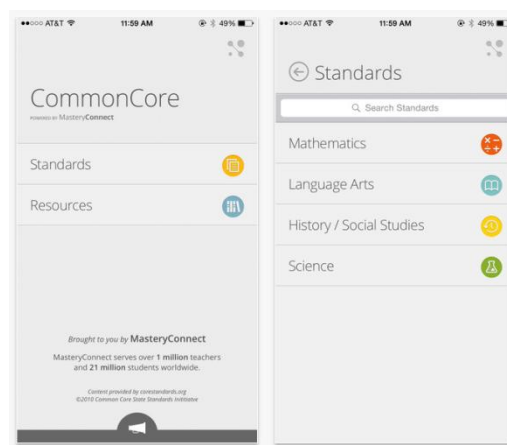 AT&T 11:59 AM 49%
CommonCore
POWERED BY MasteryConnect
Standards
Resources
Brought to you by MasteryConnect
MasteryConnect serves over 1 million teachers
and 21 million students worldwide.
Content provided by corestandards.org
©2010 Common Core State Standards Initiative
AT&T 11:59 AM 49%
Standards
Search Standards
Mathematics
Language Arts
History / Social Studies
Science